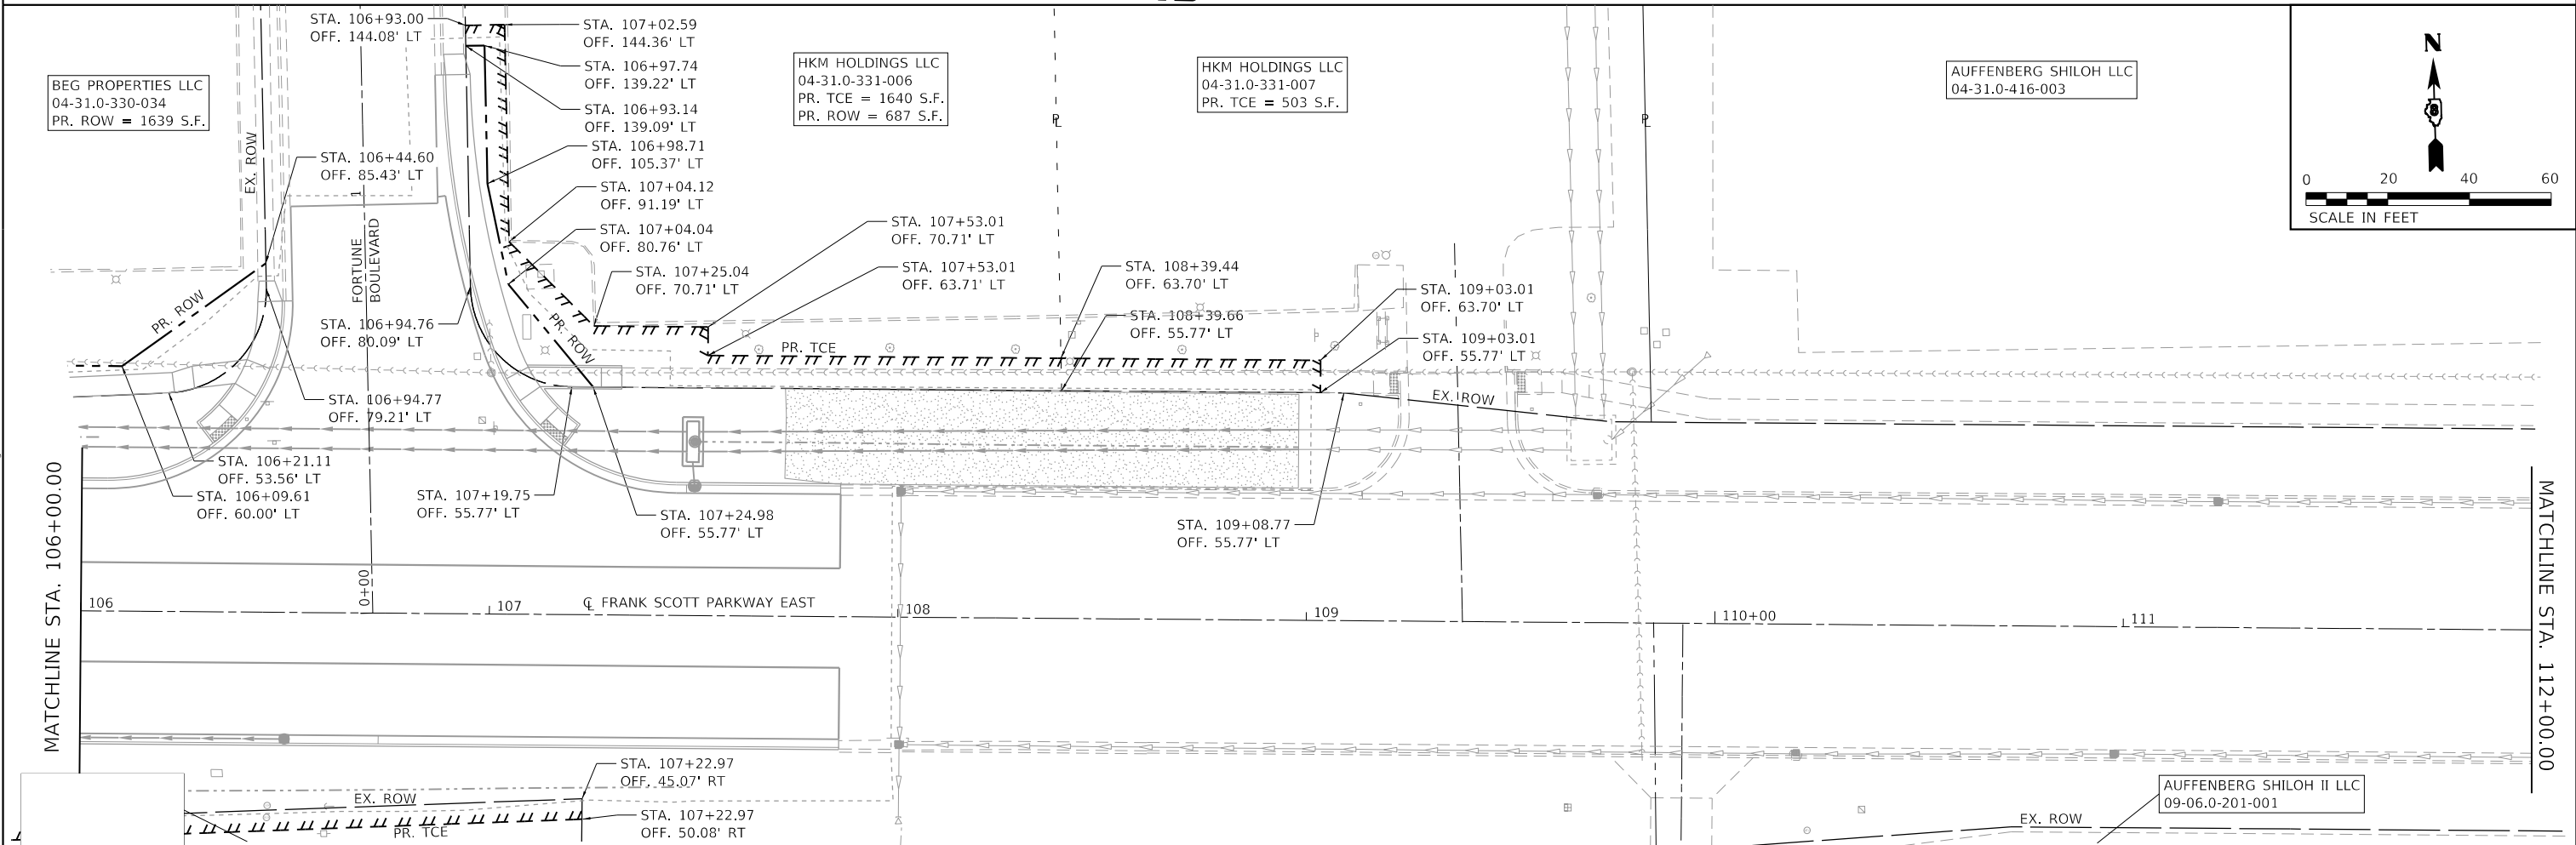 STA. 106+93.00
OFF. 144.08' LT
STA. 107+02.59
OFF. 144.36' LT
STA. 106+97.74
OFF. 139.22' LT
STA. 106+93.14
OFF. 139.09' LT
STA. 106+98.71
OFF. 105.37' LT
STA. 107+04.12
OFF. 91.19' LT
STA. 107+04.04
OFF. 80.76' LT
STA. 107+25.04
OFF. 70.71' LT
BEG PROPERTIES LLC
04-31.0-330-034
PR. ROW = 1639 S.F.
HKM HOLDINGS LLC
04-31.0-331-006
PR. TCE = 1640 S.F.
PR. ROW = 687 S.F.
HKM HOLDINGS LLC
04-31.0-331-007
PR. TCE = 503 S.F.
AUFFENBERG SHILOH LLC
04-31.0-416-003
N
8
0 20 40 60
SCALE IN FEET
PL
PL
EX. ROW
STA. 106+44.60
OFF. 85.43' LT
1
FORTUNE
BOULEVARD
PR. ROW
STA. 106+94.76
OFF. 80.09' LT
STA. 107+53.01
OFF. 70.71' LT
STA. 107+53.01
OFF. 63.71' LT
STA. 108+39.44
OFF. 63.70' LT
STA. 108+39.66
OFF. 55.77' LT
STA. 109+03.01
OFF. 63.70' LT
STA. 109+03.01
OFF. 55.77' LT
PR. ROW
PR. TCE
EX. ROW
STA. 106+94.77
OFF. 79.21' LT
STA. 106+21.11
OFF. 53.56' LT
STA. 106+09.61
OFF. 60.00' LT
STA. 107+19.75
OFF. 55.77' LT
STA. 107+24.98
OFF. 55.77' LT
STA. 109+08.77
OFF. 55.77' LT
MATCHLINE STA. 106+00.00
MATCHLINE STA. 112+00.00
0+00
106 107 CL FRANK SCOTT PARKWAY EAST 108 109 110+00 111
STA. 107+22.97
OFF. 45.07' RT
EX. ROW
STA. 107+22.97
OFF. 50.08' RT
PR. TCE
AUFFENBERG SHILOH II LLC
09-06.0-201-001
EX. ROW